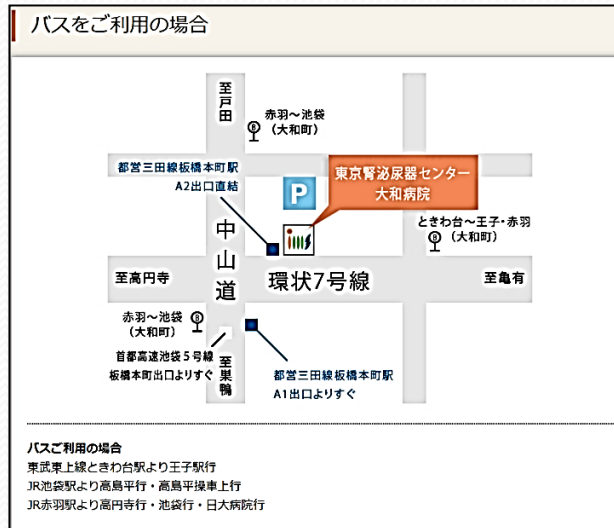 バスをご利用の場合
至戸田
赤羽～池袋
（大和町）
都営三田線板橋本町駅
A2出口直結
P
東京腎泌尿器センター
大和病院
ときわ台～王子・赤羽
（大和町）
中山道
至高円寺
環状7号線
至亀有
赤羽～池袋
（大和町）
首都高速池袋5号線
板橋本町出口よりすぐ
至巣鴨
都営三田線板橋本町駅
A1出口よりすぐ
バスご利用の場合
東武東上線ときわ台駅より王子駅行
JR池袋駅より高島平行・高島平操車上行
JR赤羽駅より高円寺行・池袋行・日大病院行